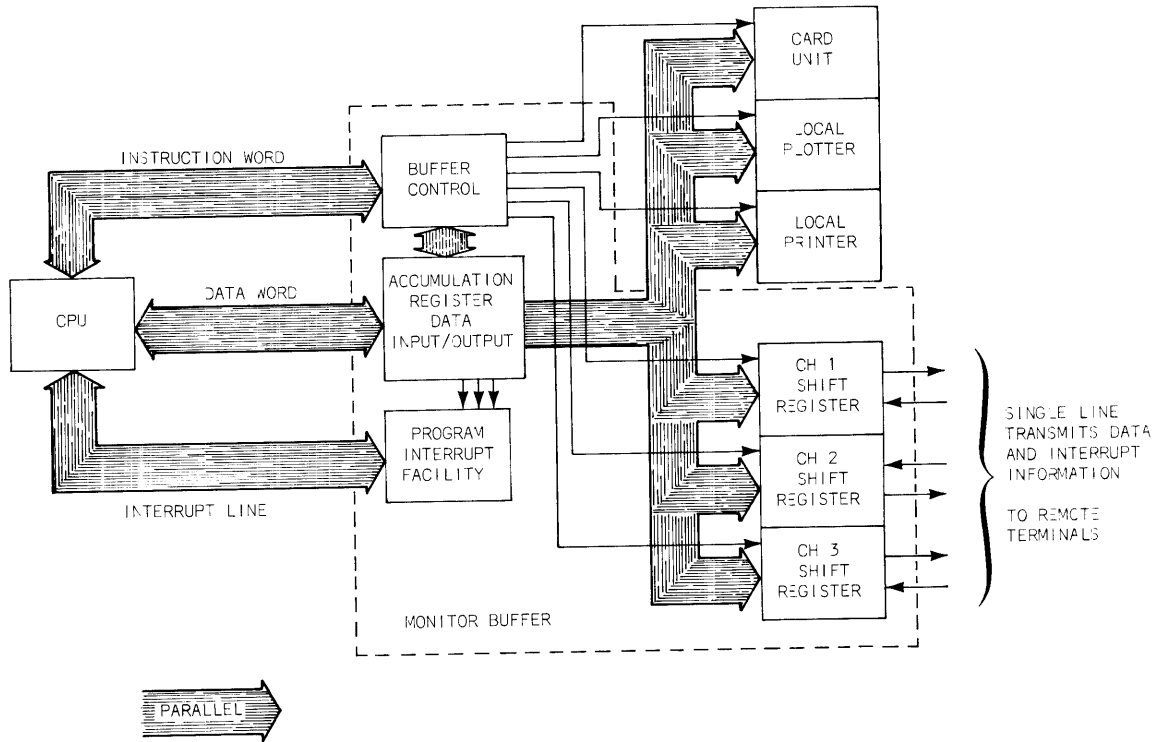 CARD
UNIT
LOCAL
PLOTTER
LOCAL
PRINTER
INSTRUCTION WORD
BUFFER
CONTROL
CPU
DATA WORD
ACCUMULATION
REGISTER
DATA
INPUT/OUTPUT
PROGRAM
INTERRUPT
FACILITY
INTERRUPT LINE
CH 1
SHIFT
REGISTER
CH 2
SHIFT
REGISTER
CH 3
SHIFT
REGISTER
SINGLE LINE
TRANSMITS DATA
AND INTERRUPT
INFORMATION
TO REMOTE
TERMINALS
MONITOR BUFFER
PARALLEL